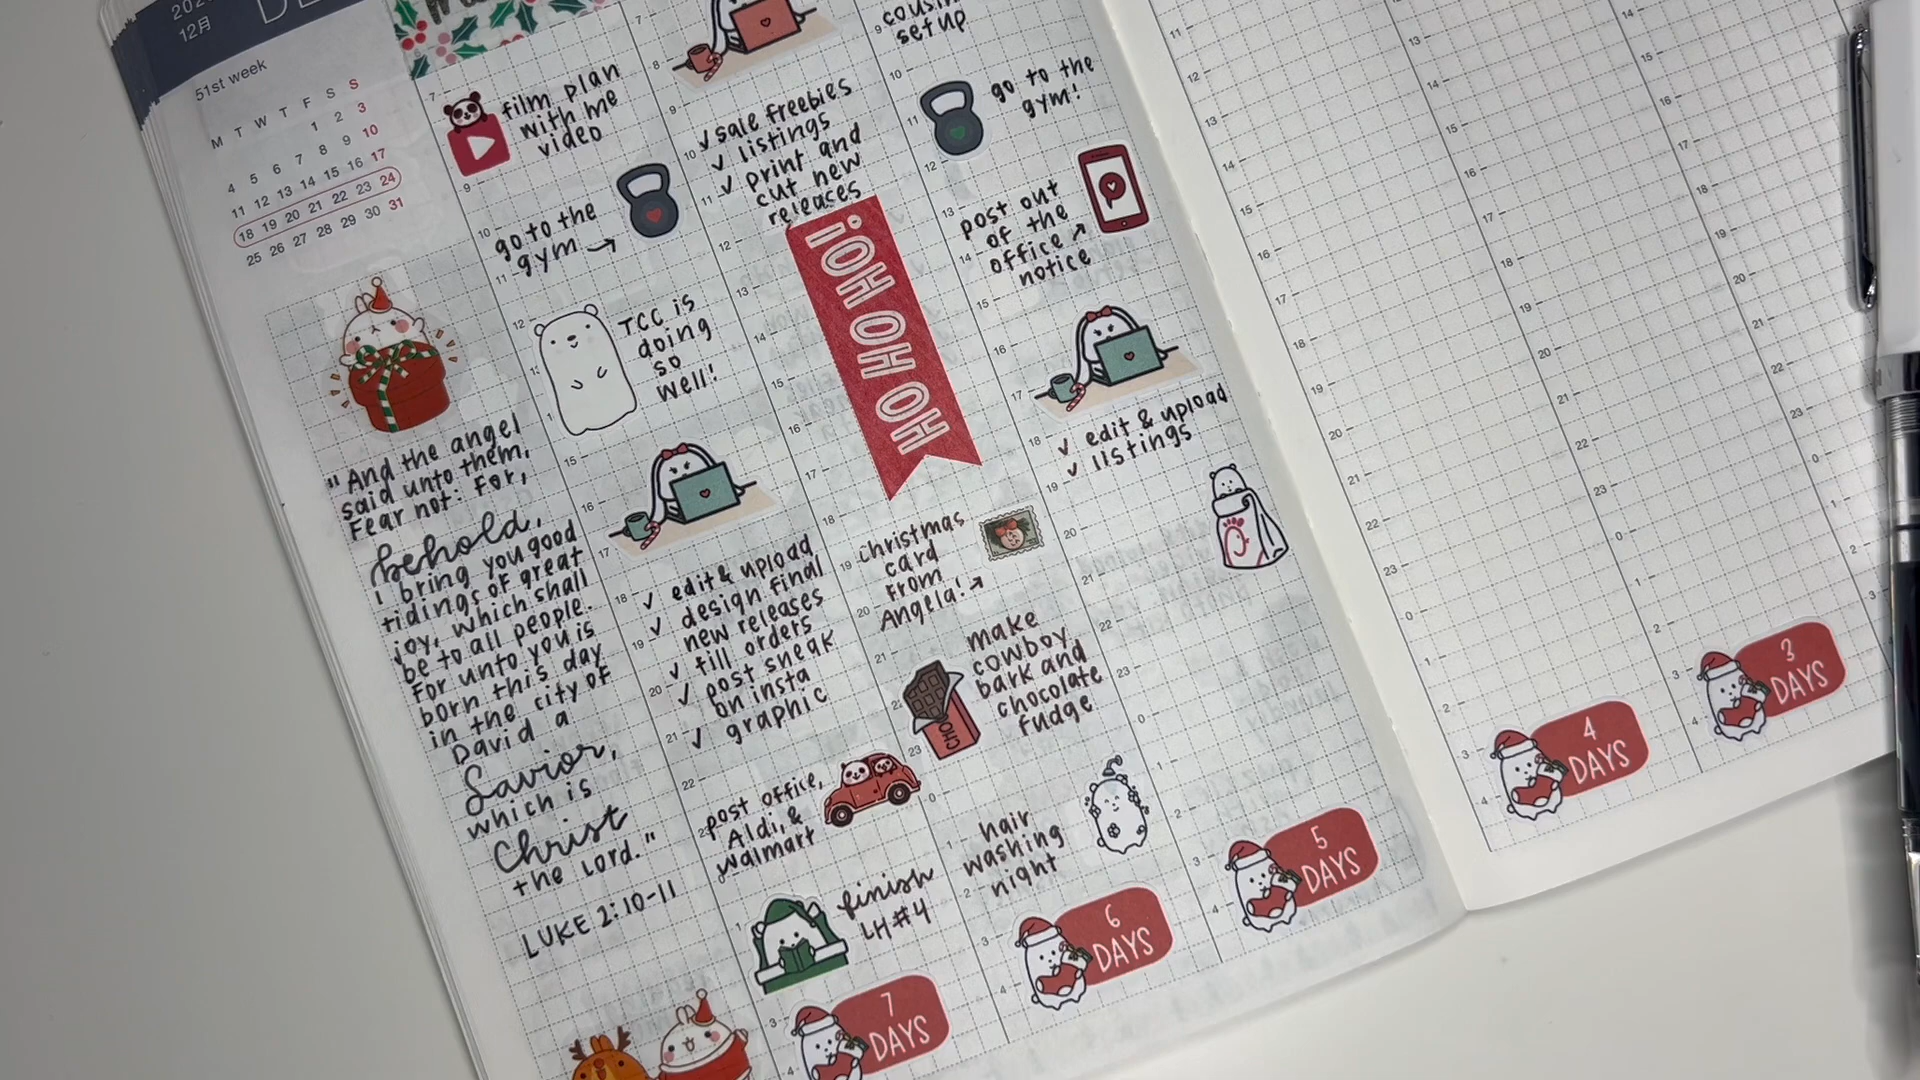 12月
51st week
M T W T F S S
1 2 3
4 5 6 7 8 9 10
11 12 13 14 15 16 17
18 19 20 21 22 23 24
25 26 27 28 29 30 31
"And the angel
said unto them,
Fear not: For,
behold,
I bring you good
tidings of great
joy, which shall
be to all people.
For unto you is
born this day
in the city of
David a
Savior,
which is
Christ
the Lord."
LUKE 2:10-11
film plan
with me
video
go to the
gym →
TCC is
doing
so
well!
✓ edit & upload
✓ design final
new releases
✓ fill orders
✓ post sneak
on insta
✓ graphic
post office,
Aldi, &
Walmart
finish
LH #4
7
DAYS
✓ sale freebies
✓ listings
✓ print and
cut new
releases
HO HO HO HO!
christmas
card
from
Angela! →
make
cowboy
bark and
chocolate
fudge
CHO
hair
washing
night
6
DAYS
setup
go to the
gym!
post out
of the
office ↗
notice
✓ edit & upload
✓ listings
5
DAYS
4
DAYS
3
DAYS